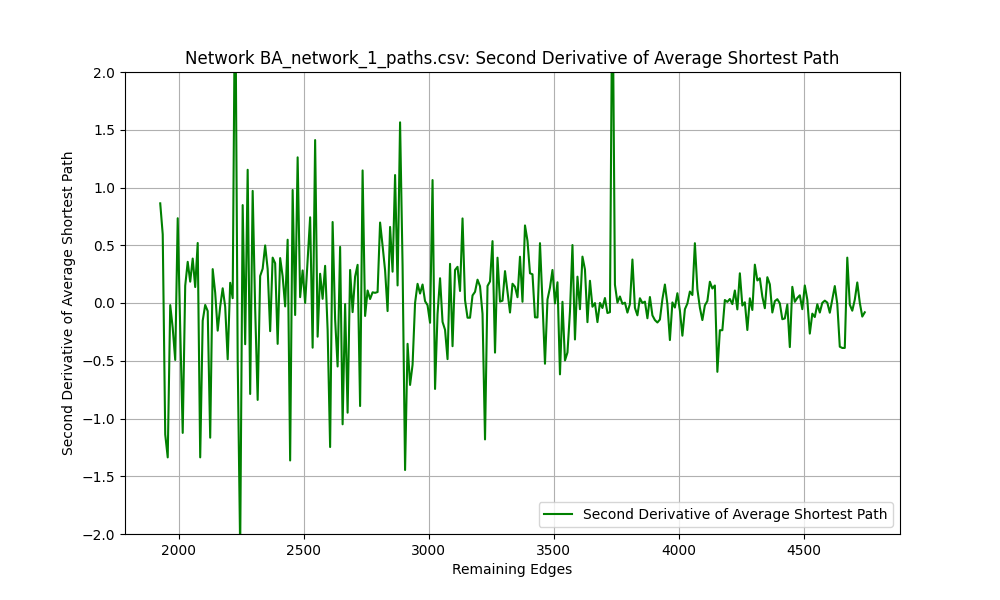 Network BA_network_1_paths.csv: Second Derivative of Average Shortest Path
2.0
1.5
1.0
0.5
0.0
−0.5
−1.0
−1.5
−2.0
Second Derivative of Average Shortest Path
Second Derivative of Average Shortest Path
2000 2500 3000 3500 4000 4500
Remaining Edges